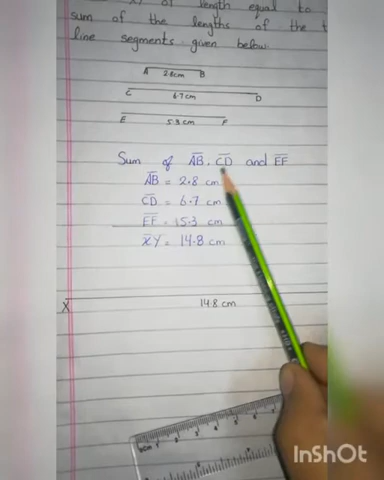 of length equal to
sum of the lengths of the
line segments given below.
A 2.8cm B
C 6.7cm D
E 5.3 cm F
Sum of AB, CD and EF
AB = 2.8 cm
CD = 6.7 cm
EF = 5.3 cm
XY = 14.8 cm
X 14.8 cm
InShOt